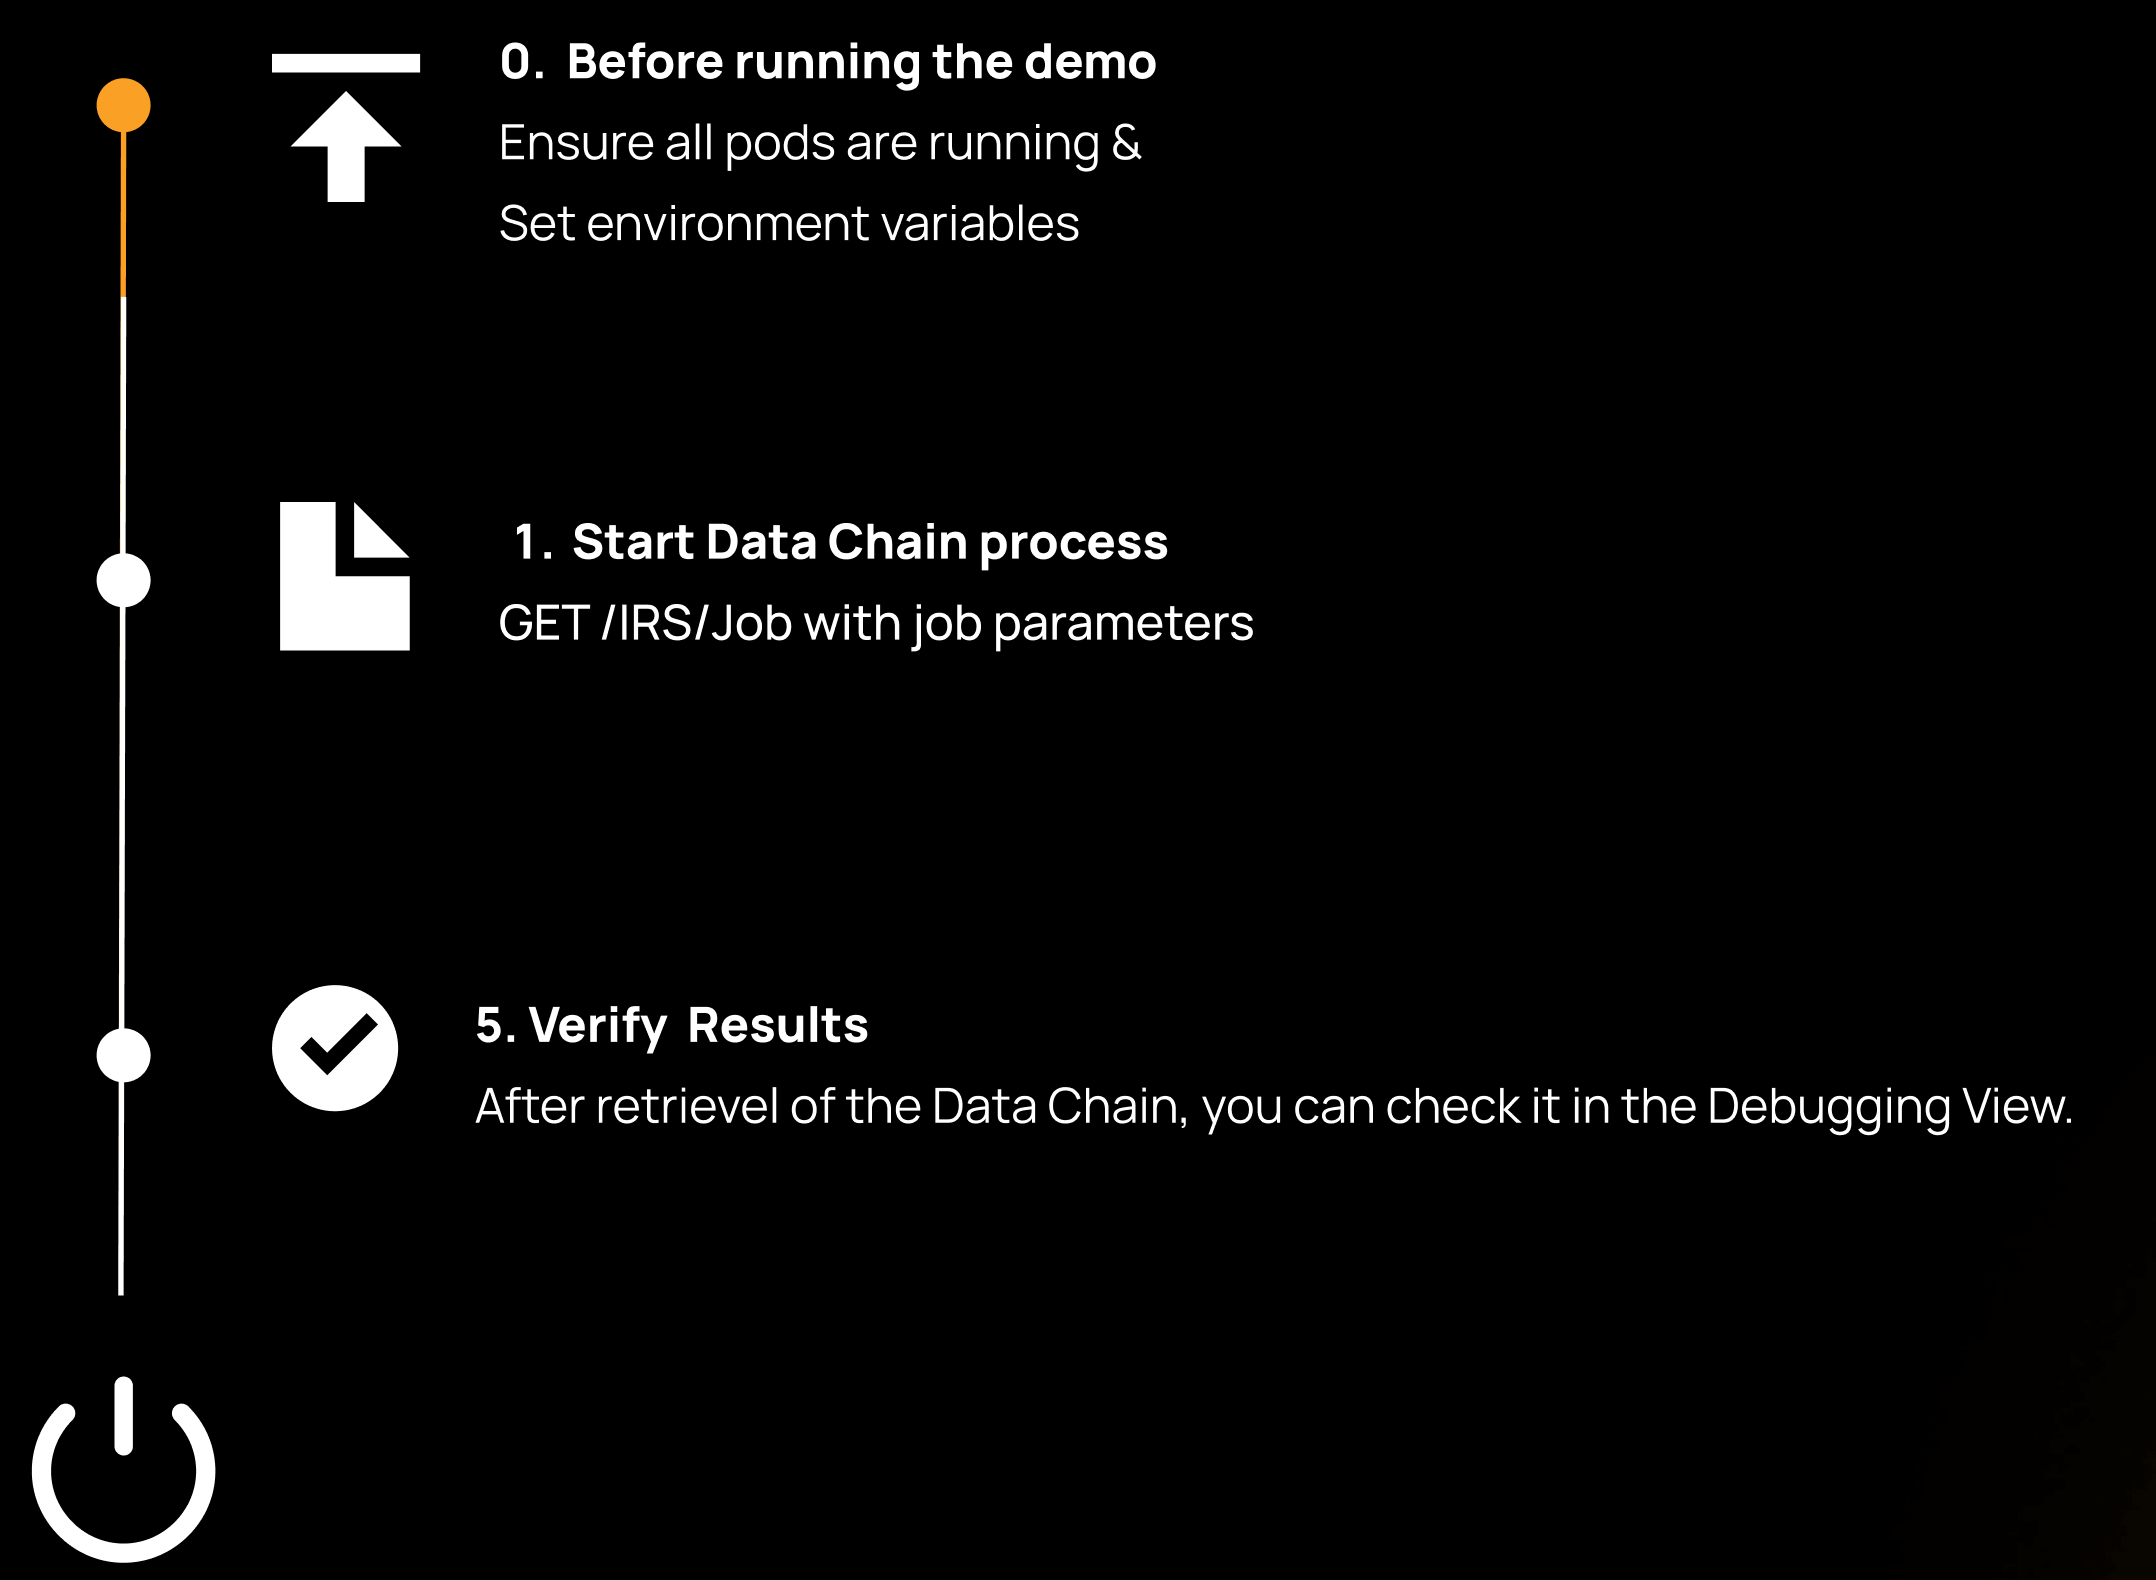 0. Before running the demo
Ensure all pods are running &
Set environment variables
1. Start Data Chain process
GET /IRS/Job with job parameters
5. Verify Results
After retrievel of the Data Chain, you can check it in the Debugging View.